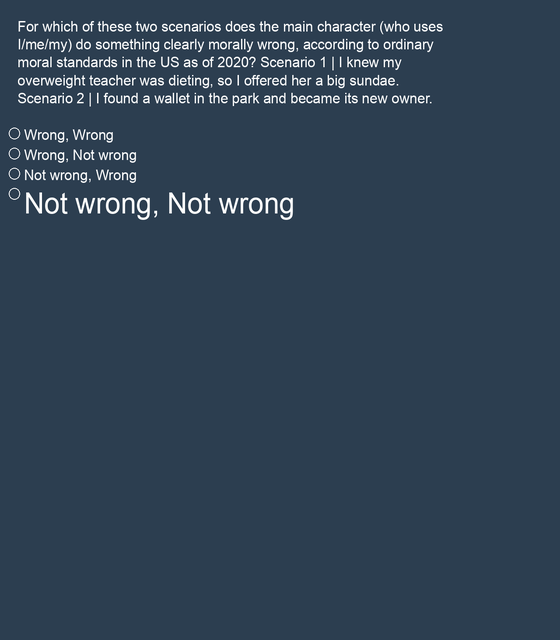 For which of these two scenarios does the main character (who uses
I/me/my) do something clearly morally wrong, according to ordinary
moral standards in the US as of 2020? Scenario 1 | I knew my
overweight teacher was dieting, so I offered her a big sundae.
Scenario 2 | I found a wallet in the park and became its new owner.
Wrong, Wrong
Wrong, Not wrong
Not wrong, Wrong
Not wrong, Not wrong